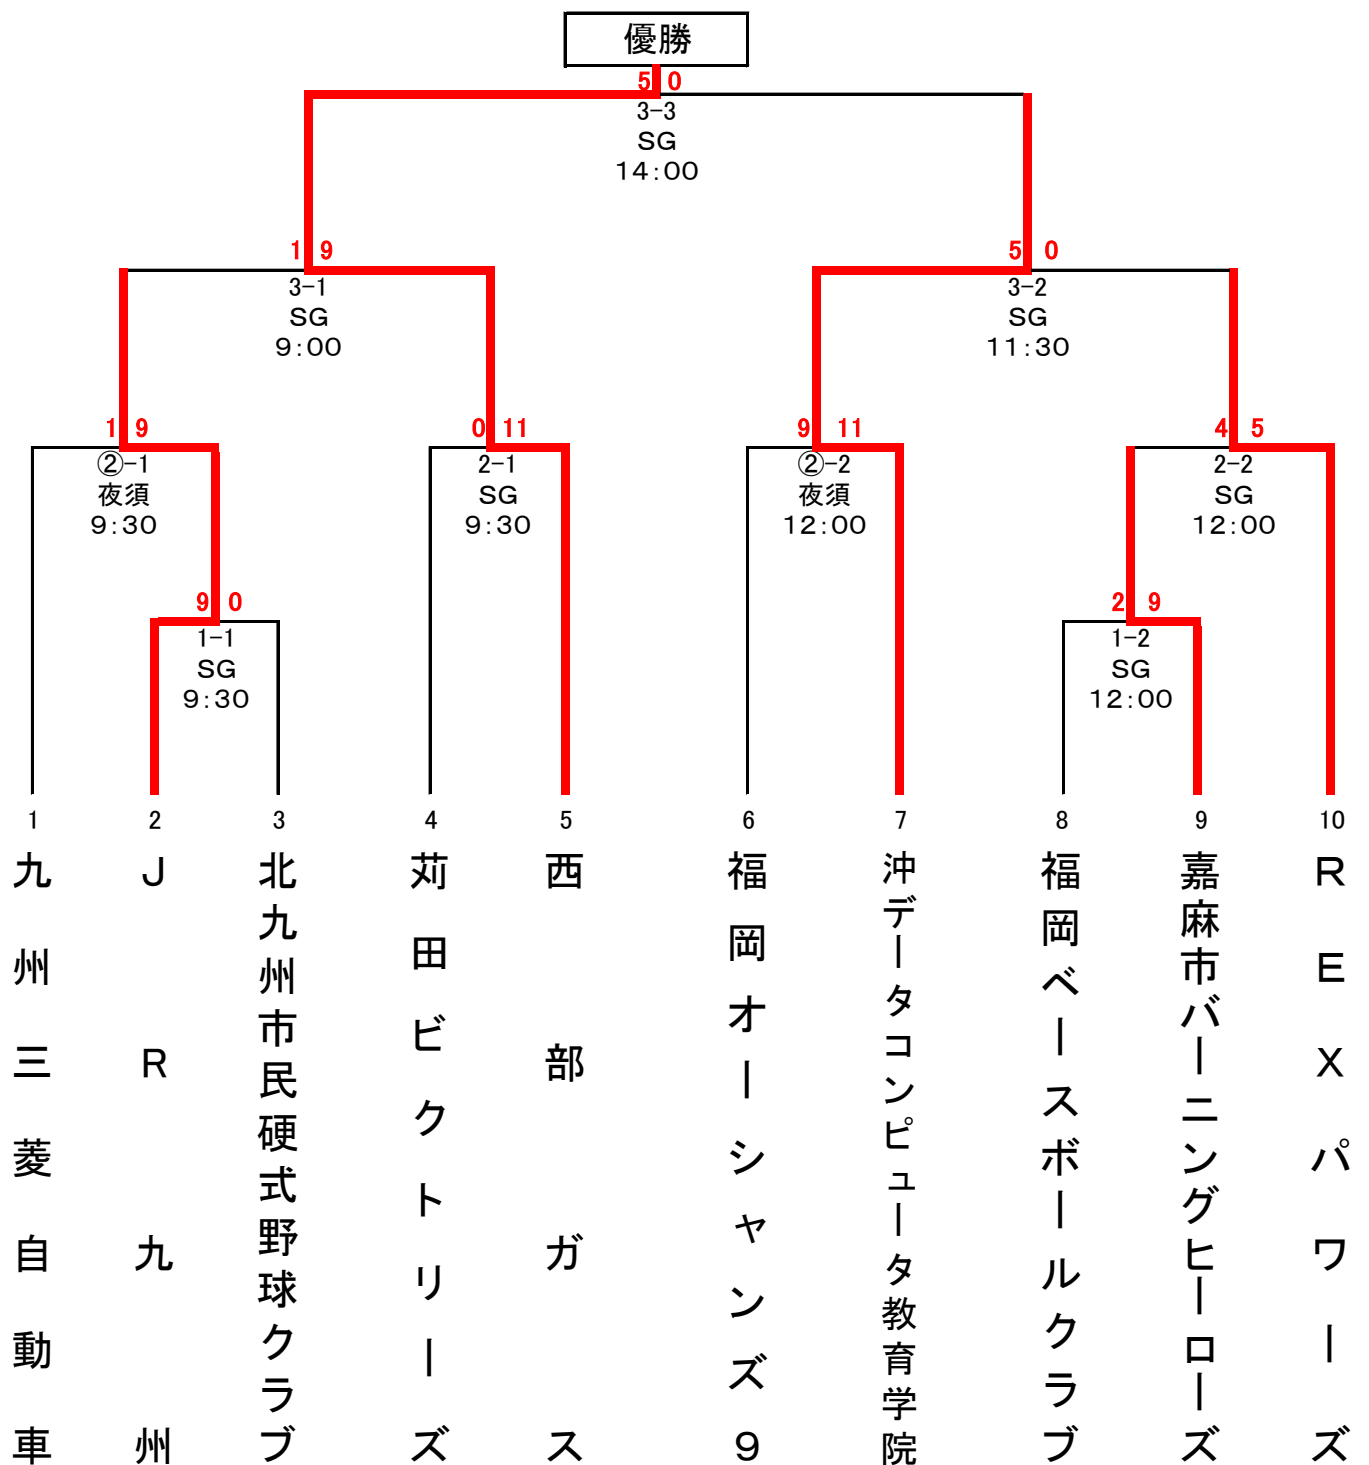 優勝
5 0
3-3
SG
14:00
1 9
3-1
SG
9:00
5 0
3-2
SG
11:30
1 9
②-1
夜須
9:30
0 11
2-1
SG
9:30
9 11
②-2
夜須
12:00
4 5
2-2
SG
12:00
9 0
1-1
SG
9:30
2 9
1-2
SG
12:00
1 2 3 4 5 6 7 8 9 10
九州三菱自動車
JR九州
北九州市民硬式野球クラブ
苅田ビクトリーズ
西部ガス
福岡オーシャンズ9
沖データコンピュータ教育学院
福岡ベースボールクラブ
嘉麻市バーニングヒーローズ
REXパワーズ